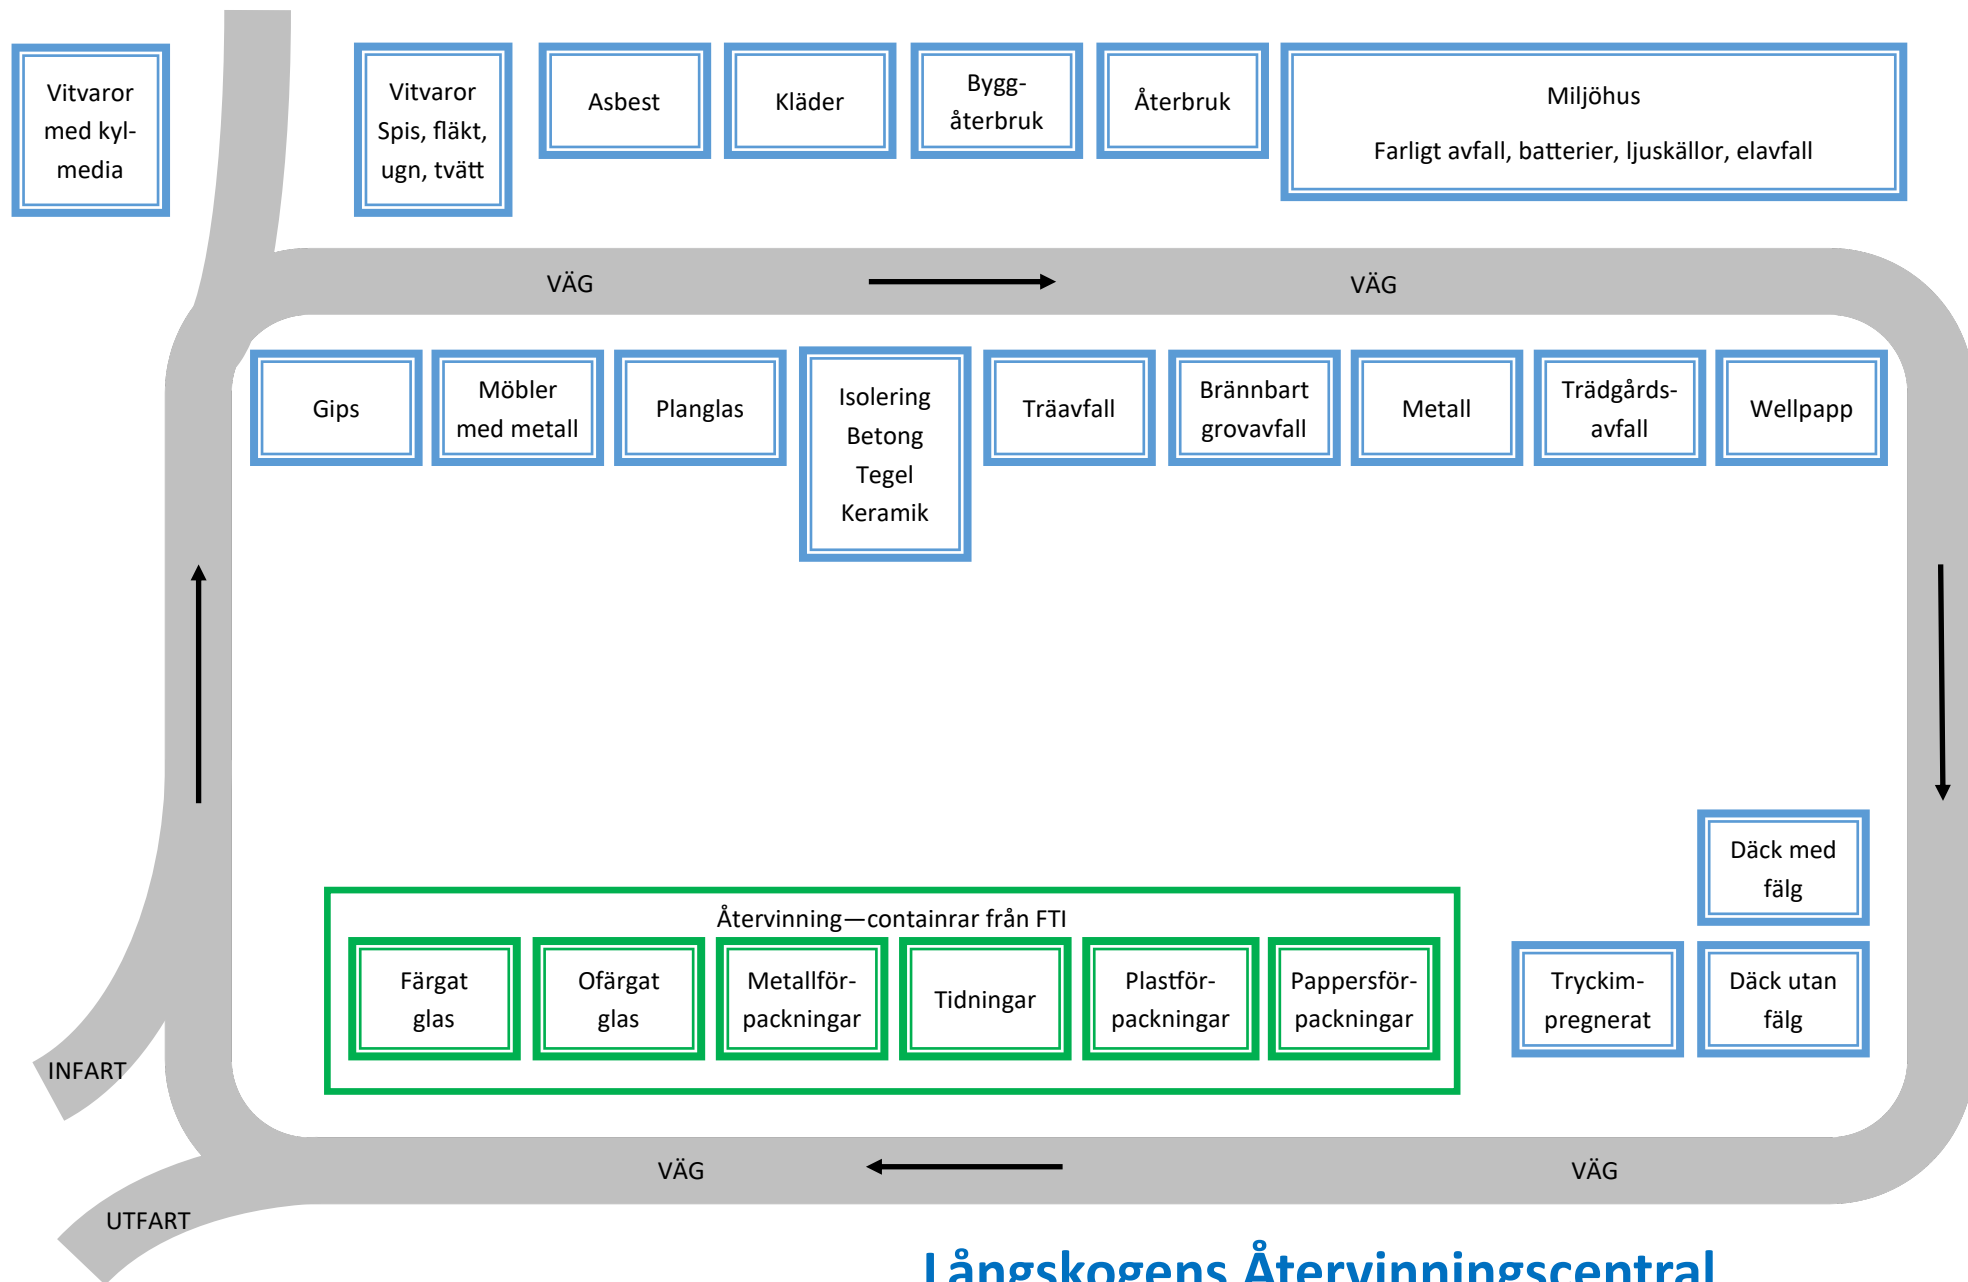 Vitvaror
med kyl-
media
Vitvaror
Spis, fläkt,
ugn, tvätt
Asbest
Kläder
Bygg-
återbruk
Återbruk
Miljöhus
Farligt avfall, batterier, ljuskällor, elavfall
VÄG
VÄG
Gips
Möbler
med metall
Planglas
Isolering
Betong
Tegel
Keramik
Träavfall
Brännbart
grovavfall
Metall
Trädgårds-
avfall
Wellpapp
Däck med
fälg
Återvinning—containrar från FTI
Färgat
glas
Ofärgat
glas
Metallför-
packningar
Tidningar
Plastför-
packningar
Pappersför-
packningar
Tryckim-
pregnerat
Däck utan
fälg
INFART
VÄG
VÄG
UTFART
Långskogens Återvinningscentral